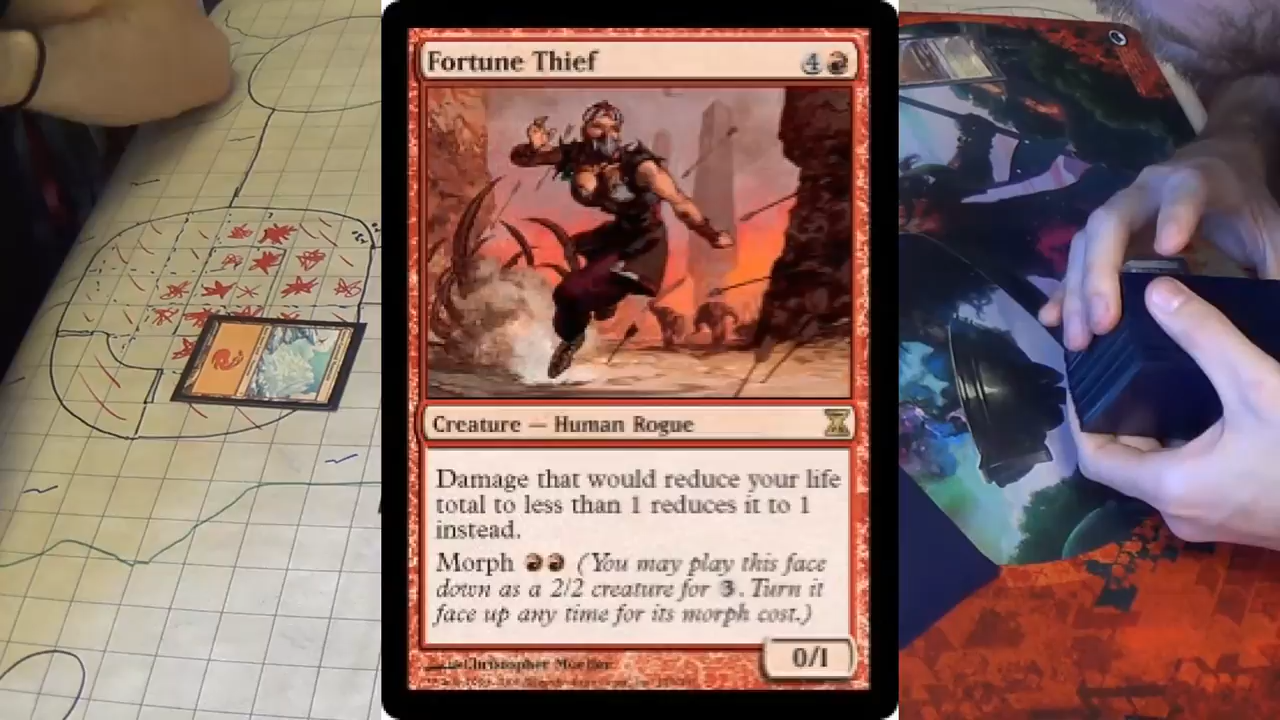 Fortune Thief 4
Creature — Human Rogue
Damage that would reduce your life
total to less than 1 reduces it to 1
instead.
Morph (You may play this face
down as a 2/2 creature for 3. Turn it
face up any time for its morph cost.)
0/1
Christopher Moeller